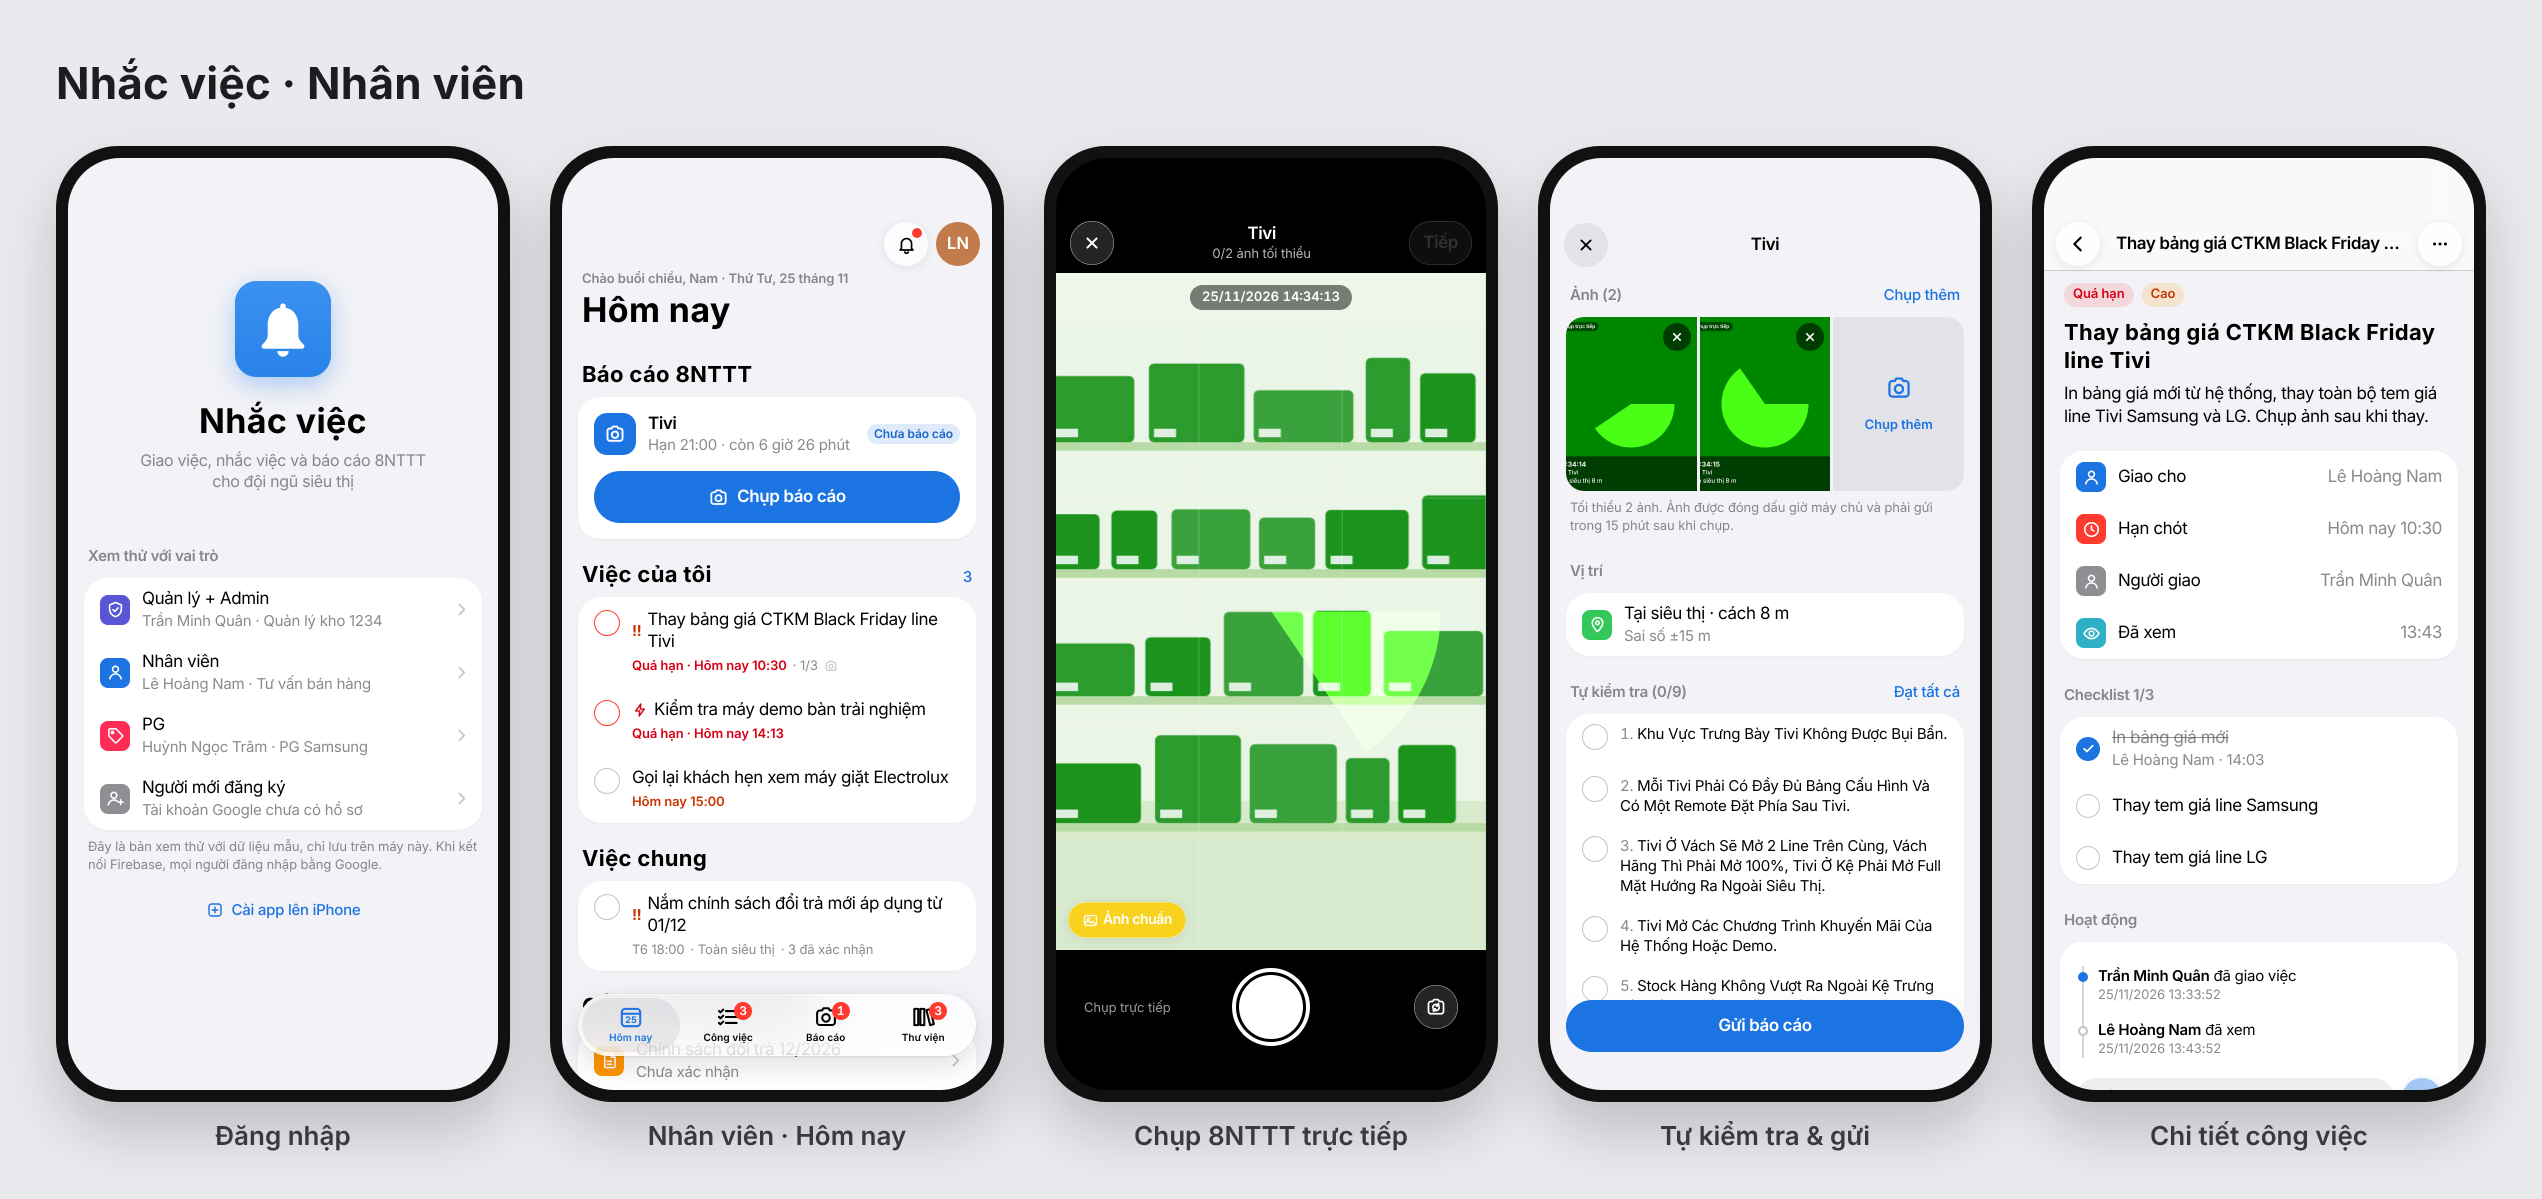 Nhắc việc · Nhân viên
Nhắc việc
Giao việc, nhắc việc và báo cáo 8NTTT
cho đội ngũ siêu thị
Xem thử với vai trò
Quản lý + Admin
Trần Minh Quân · Quản lý kho 1234
Nhân viên
Lê Hoàng Nam · Tư vấn bán hàng
PG
Huỳnh Ngọc Trâm · PG Samsung
Người mới đăng ký
Tài khoản Google chưa có hồ sơ
Đây là bản xem thử với dữ liệu mẫu, chỉ lưu trên máy này. Khi kết
nối Firebase, mọi người đăng nhập bằng Google.
Cài app lên iPhone
Đăng nhập
LN
Chào buổi chiều, Nam · Thứ Tư, 25 tháng 11
Hôm nay
Báo cáo 8NTTT
Tivi
Hạn 21:00 · còn 6 giờ 26 phút
Chưa báo cáo
Chụp báo cáo
Việc của tôi
3
!! Thay bảng giá CTKM Black Friday line
Tivi
Quá hạn · Hôm nay 10:30 · 1/3
Kiểm tra máy demo bàn trải nghiệm
Quá hạn · Hôm nay 14:13
Gọi lại khách hẹn xem máy giặt Electrolux
Hôm nay 15:00
Việc chung
!! Nắm chính sách đổi trả mới áp dụng từ
01/12
T6 18:00 · Toàn siêu thị · 3 đã xác nhận
25
3
1
3
Hôm nay
Công việc
Báo cáo
Thư viện
Chính sách đổi trả 12/2026
Chưa xác nhận
Nhân viên · Hôm nay
Tivi
0/2 ảnh tối thiểu
Tiếp
25/11/2026 14:34:13
Ảnh chuẩn
Chụp trực tiếp
Chụp 8NTTT trực tiếp
Tivi
Ảnh (2)
Chụp thêm
:34:14
Tivi
siêu thị 8 m
:34:15
Tivi
siêu thị 8 m
Chụp thêm
Tối thiểu 2 ảnh. Ảnh được đóng dấu giờ máy chủ và phải gửi
trong 15 phút sau khi chụp.
Vị trí
Tại siêu thị · cách 8 m
Sai số ±15 m
Tự kiểm tra (0/9)
Đạt tất cả
1. Khu Vực Trưng Bày Tivi Không Được Bụi Bẩn.
2. Mỗi Tivi Phải Có Đầy Đủ Bảng Cấu Hình Và
Có Một Remote Đặt Phía Sau Tivi.
3. Tivi Ở Vách Sẽ Mở 2 Line Trên Cùng, Vách
Hãng Thì Phải Mở 100%, Tivi Ở Kệ Phải Mở Full
Mặt Hướng Ra Ngoài Siêu Thị.
4. Tivi Mở Các Chương Trình Khuyến Mãi Của
Hệ Thống Hoặc Demo.
5. Stock Hàng Không Vượt Ra Ngoài Kệ Trưng
Gửi báo cáo
Tự kiểm tra & gửi
Thay bảng giá CTKM Black Friday ...
Quá hạn
Cao
Thay bảng giá CTKM Black Friday
line Tivi
In bảng giá mới từ hệ thống, thay toàn bộ tem giá
line Tivi Samsung và LG. Chụp ảnh sau khi thay.
Giao cho
Lê Hoàng Nam
Hạn chót
Hôm nay 10:30
Người giao
Trần Minh Quân
Đã xem
13:43
Checklist 1/3
In bảng giá mới
Lê Hoàng Nam · 14:03
Thay tem giá line Samsung
Thay tem giá line LG
Hoạt động
Trần Minh Quân đã giao việc
25/11/2026 13:33:52
Lê Hoàng Nam đã xem
25/11/2026 13:43:52
Chi tiết công việc